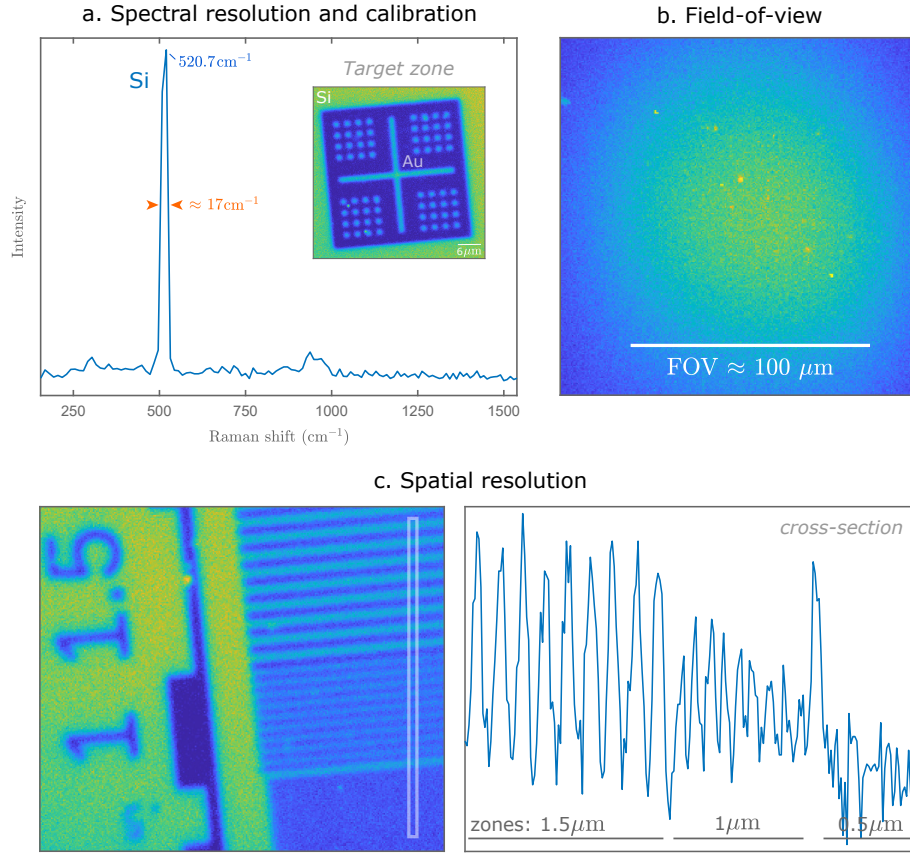 a. Spectral resolution and calibration
Si
520.7cm⁻¹
≈ 17cm⁻¹
Target zone
Si
Au
6μm
Intensity
250
500
750
1000
1250
1500
Raman shift (cm⁻¹)
b. Field-of-view
FOV ≈ 100 μm
c. Spatial resolution
1.5
1
cross-section
zones: 1.5μm
1μm
0.5μm